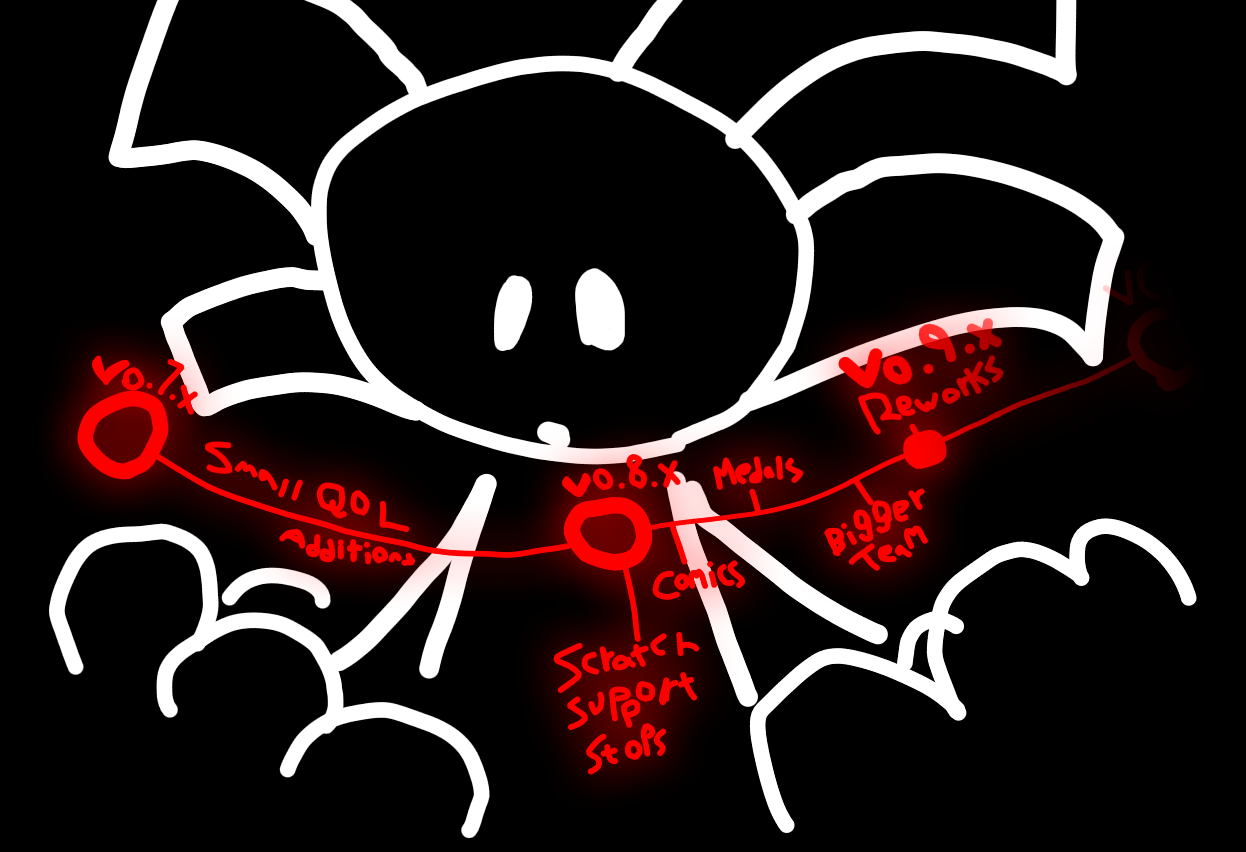 v0.7.x
Small QOL
Additions
v0.8.x
Scratch
support
stops
Comics
Medals
Bigger
Team
v0.9.x
Reworks